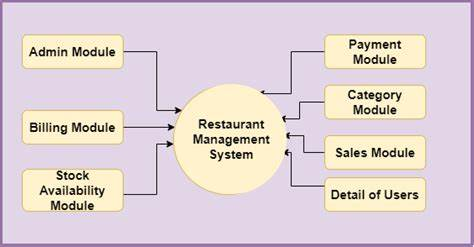 Admin Module
Billing Module
Stock
Availability
Module
Restaurant
Management
System
Payment
Module
Category
Module
Sales Module
Detail of Users